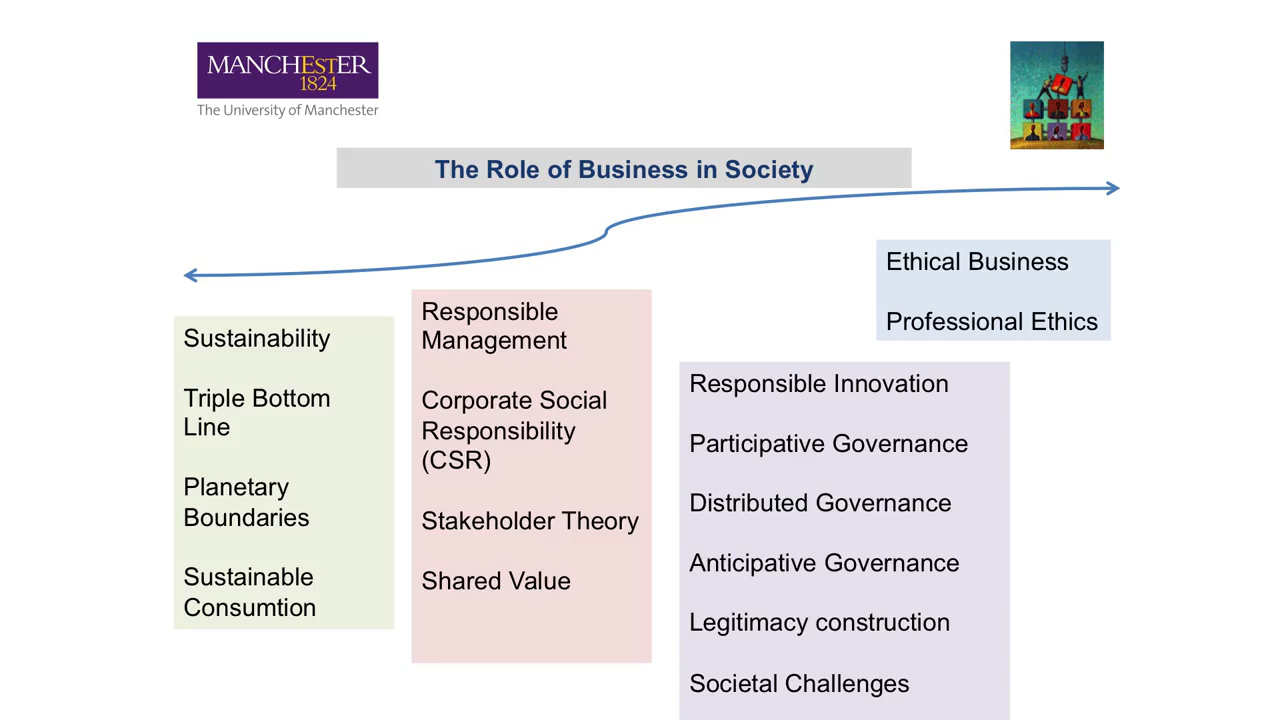 MANCHESTER
1824
The University of Manchester
The Role of Business in Society
Sustainability
Triple Bottom
Line
Planetary
Boundaries
Sustainable
Consumtion
Responsible
Management
Corporate Social
Responsibility
(CSR)
Stakeholder Theory
Shared Value
Ethical Business
Professional Ethics
Responsible Innovation
Participative Governance
Distributed Governance
Anticipative Governance
Legitimacy construction
Societal Challenges